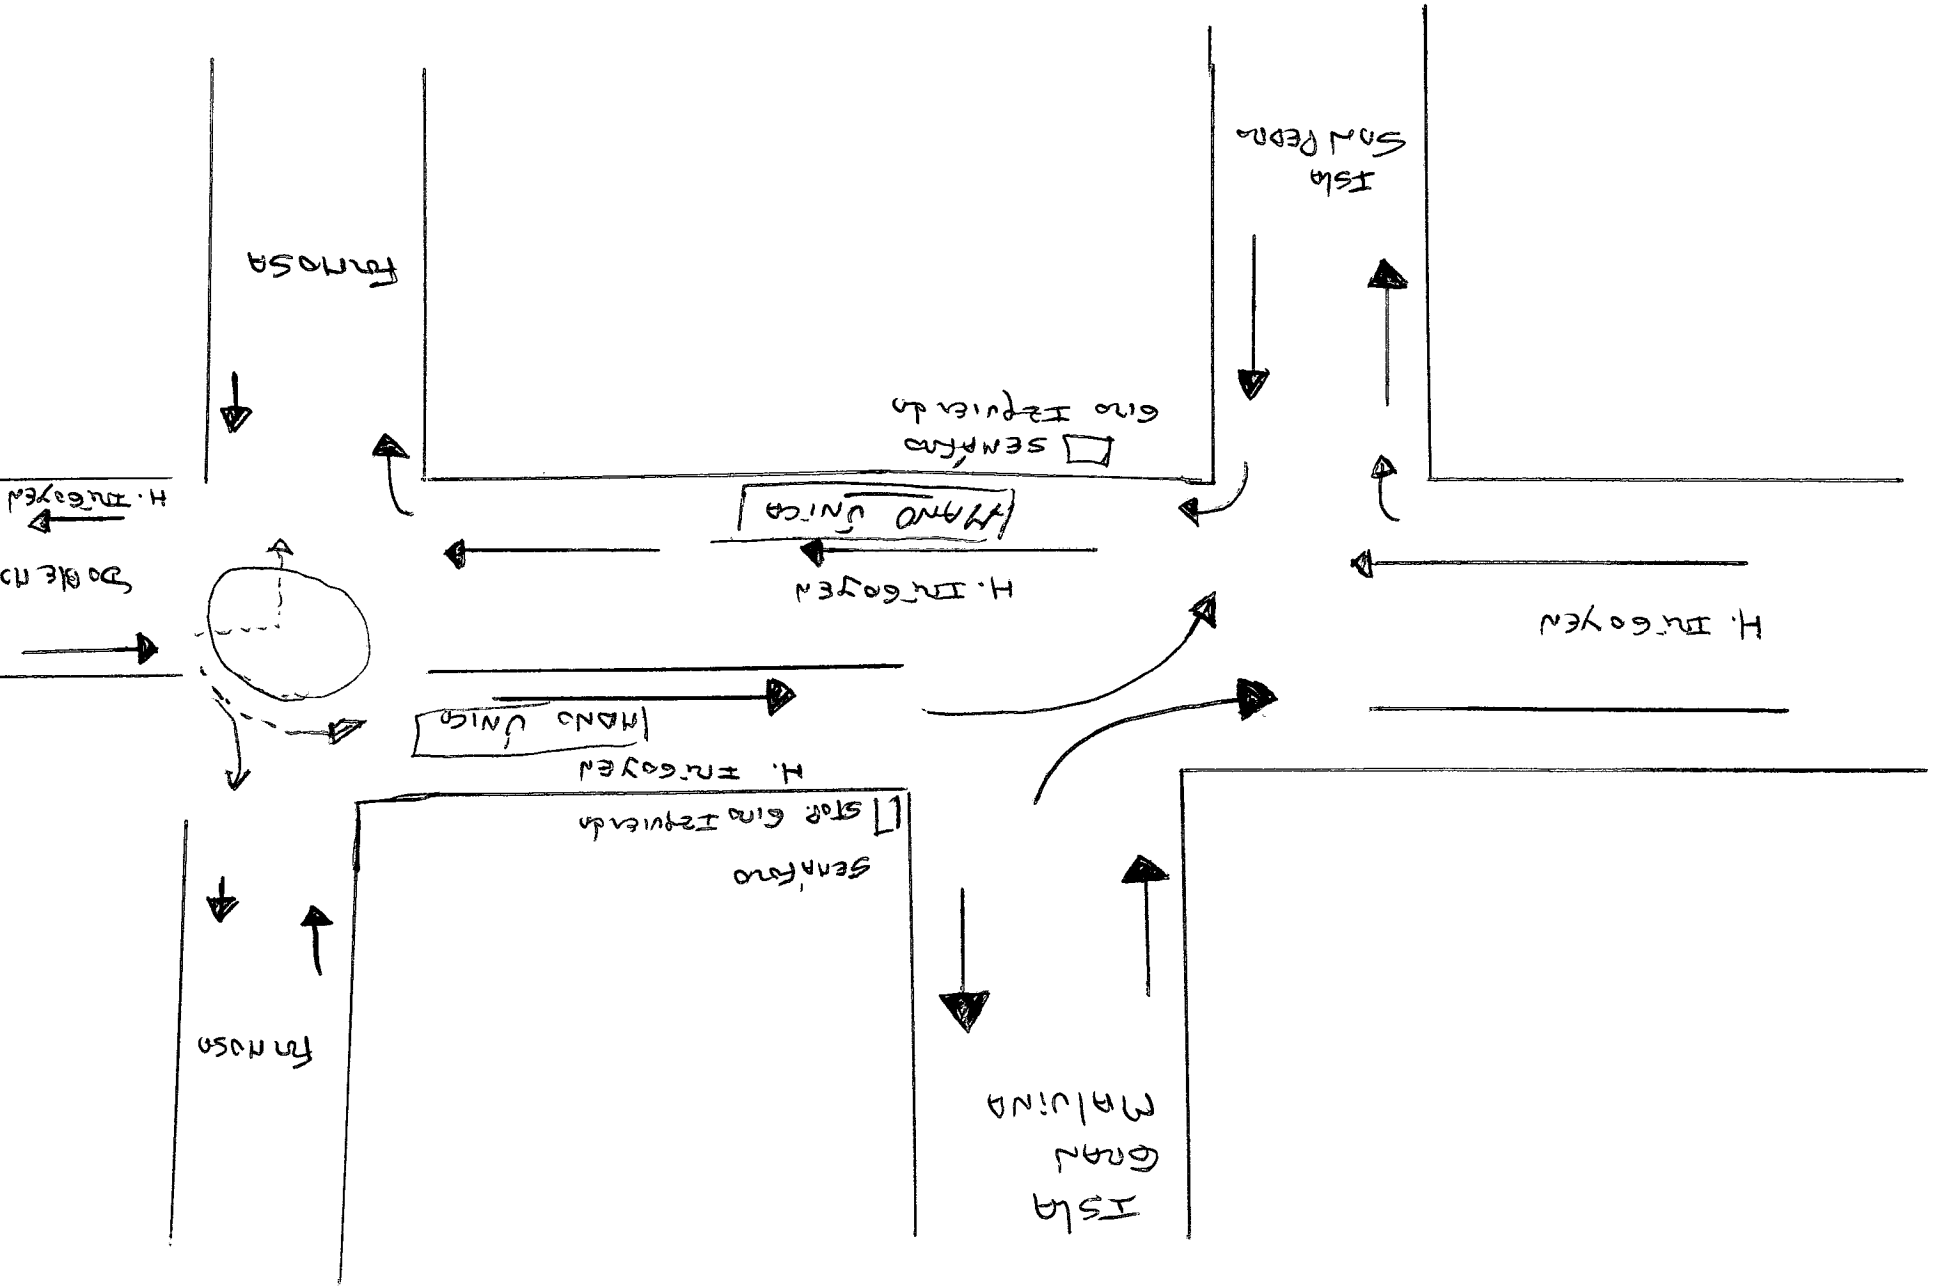 ISLA
GRAN
MALVINA
FORMOSA
SEMÁFORO
STOP. GIRO IZQUIERDO
H. IRIGOYEN
MANO ÚNICA
H. IRIGOYEN
H. IRIGOYEN
DOBLE
MANO ÚNICA
H. IRIGOYEN
SEMÁFORO
GIRO IZQUIERDO
FORMOSA
ISLA
SAN PEDRO